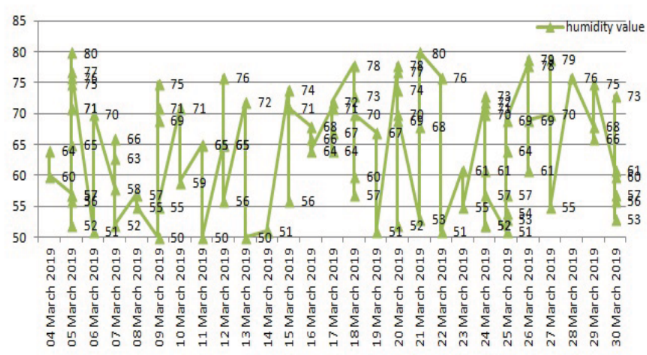 85
humidity value
80 80 80
78 78 78 79 79 78
77 76 76 77 76 76
75 75 75 75 74 74 75
72 72 73 73 73
71 70 71 71 71 70 70 70 70
70
69 69 69 69
68 68 68
67 67
66 66 66
65 65 65 65
64 64 64 64
63
61 61 61 61
60 60 60 60
59
58
57 57 57 57 57 57
56 56 56 56
55 55 55 55 55
54
53 53 53
52 52 52 52 52
51 51 51 51 51
50 50 50 50
04 March 2019
05 March 2019
06 March 2019
07 March 2019
08 March 2019
09 March 2019
10 March 2019
11 March 2019
12 March 2019
13 March 2019
14 March 2019
15 March 2019
16 March 2019
17 March 2019
18 March 2019
19 March 2019
20 March 2019
21 March 2019
22 March 2019
23 March 2019
24 March 2019
25 March 2019
26 March 2019
27 March 2019
28 March 2019
29 March 2019
30 March 2019